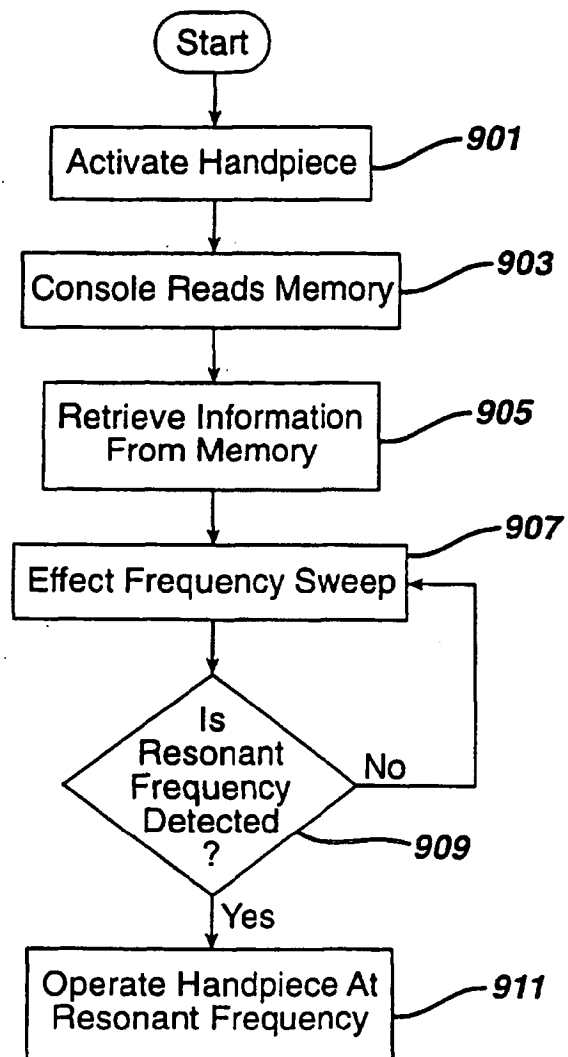 Start
Activate Handpiece
901
Console Reads Memory
903
Retrieve Information
From Memory
905
907
Effect Frequency Sweep
Is
Resonant
Frequency
Detected
?
No
909
Yes
Operate Handpiece At
Resonant Frequency
911